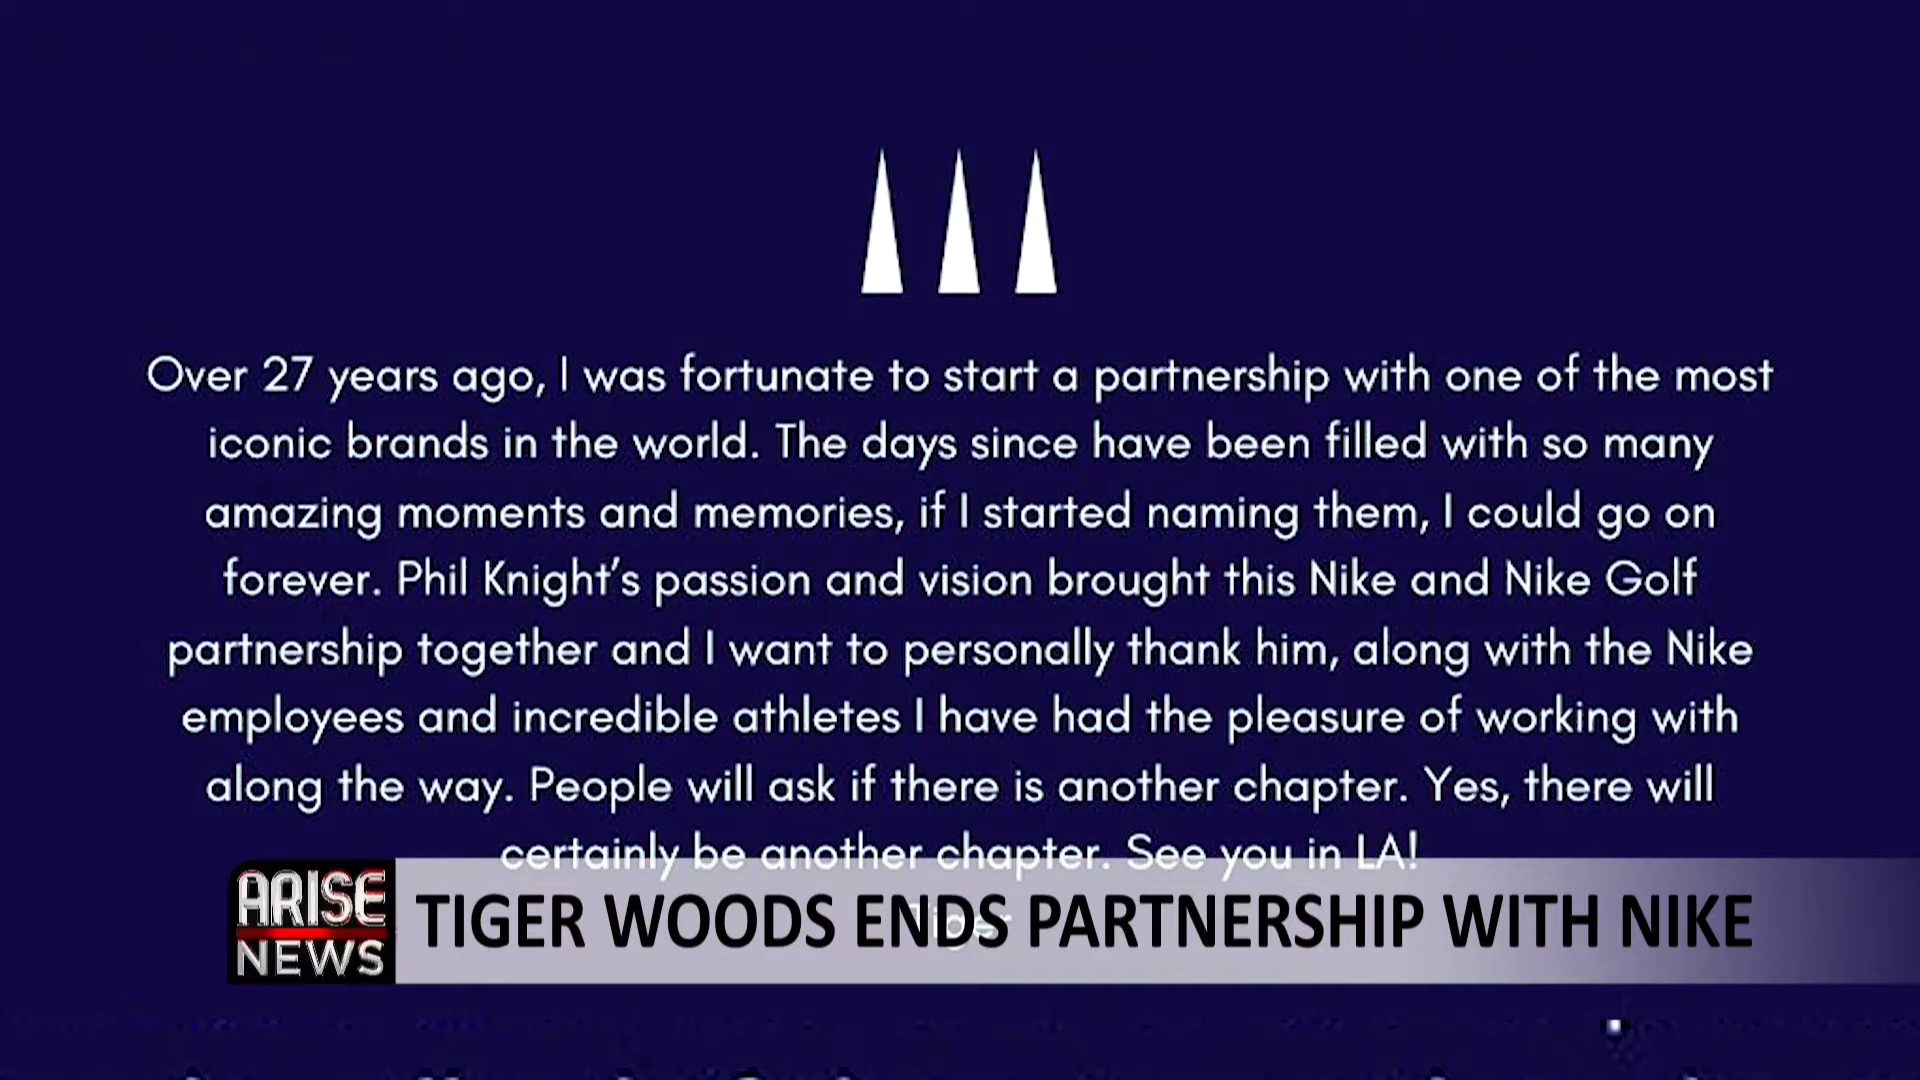 Over 27 years ago, I was fortunate to start a partnership with one of the most
iconic brands in the world. The days since have been filled with so many
amazing moments and memories, if I started naming them, I could go on
forever. Phil Knight’s passion and vision brought this Nike and Nike Golf
partnership together and I want to personally thank him, along with the Nike
employees and incredible athletes I have had the pleasure of working with
along the way. People will ask if there is another chapter. Yes, there will
certainly be another chapter. See you in LA!
Tiger
ARISE
NEWS
TIGER WOODS ENDS PARTNERSHIP WITH NIKE